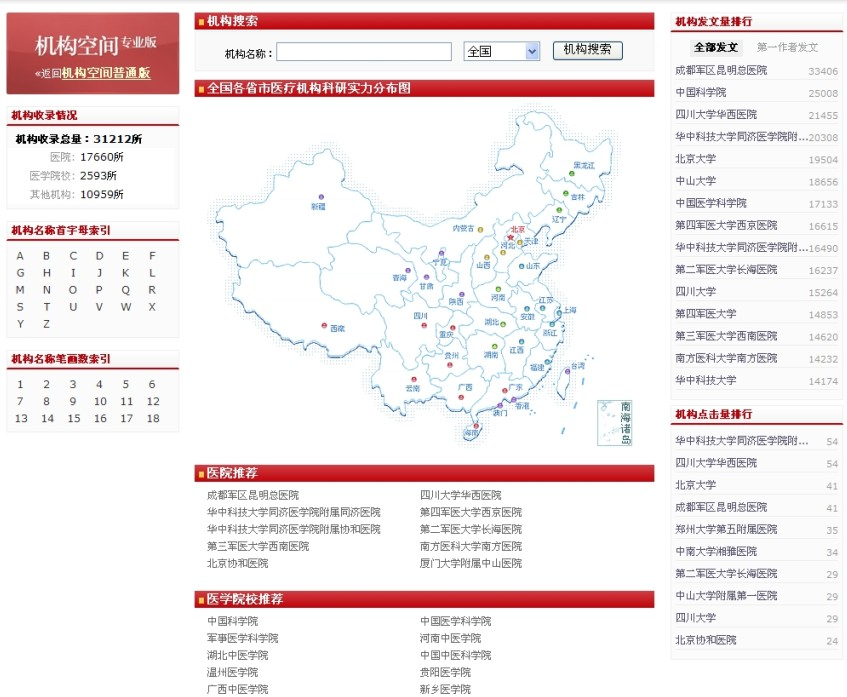 机构空间专业版
«返回机构空间普通版
机构收录情况
机构收录总量：31212所
医院：17660所
医学院校：2593所
其他机构：10959所
机构名称首字母索引
A B C D E F
G H I J K L
M N O P Q R
S T U V W X
Y Z
机构名称笔画数索引
1 2 3 4 5 6
7 8 9 10 11 12
13 14 15 16 17 18
机构搜索
机构名称： 全国 机构搜索
全国各省市医疗机构科研实力分布图
黑龙江
吉林
辽宁
新疆
内蒙古
北京
天津
河北
宁夏
山西
山东
青海
甘肃
陕西
河南
江苏
上海
安徽
四川
湖北
西藏
重庆
浙江
贵州
湖南
江西
福建
台湾
云南
广西
广东
香港
澳门
海南
南海诸岛
医院推荐
成都军区昆明总医院 四川大学华西医院
华中科技大学同济医学院附属同济医院 第四军医大学西京医院
华中科技大学同济医学院附属协和医院 第二军医大学长海医院
第三军医大学西南医院 南方医科大学南方医院
北京协和医院 厦门大学附属中山医院
医学院校推荐
中国科学院 中国医学科学院
军事医学科学院 河南中医学院
湖北中医学院 中国中医科学院
温州医学院 贵阳医学院
广西中医学院 新乡医学院
机构发文量排行
全部发文 第一作者发文
成都军区昆明总医院 33406
中国科学院 25008
四川大学华西医院 21455
华中科技大学同济医学院附... 20308
北京大学 19504
中山大学 18656
中国医学科学院 17133
第四军医大学西京医院 16615
华中科技大学同济医学院附... 16490
第二军医大学长海医院 16237
四川大学 15264
第四军医大学 14853
第三军医大学西南医院 14620
南方医科大学南方医院 14232
华中科技大学 14174
机构点击量排行
华中科技大学同济医学院附... 54
四川大学华西医院 54
北京大学 41
成都军区昆明总医院 41
郑州大学第五附属医院 35
中南大学湘雅医院 34
第二军医大学长海医院 29
中山大学附属第一医院 29
四川大学 29
北京协和医院 24